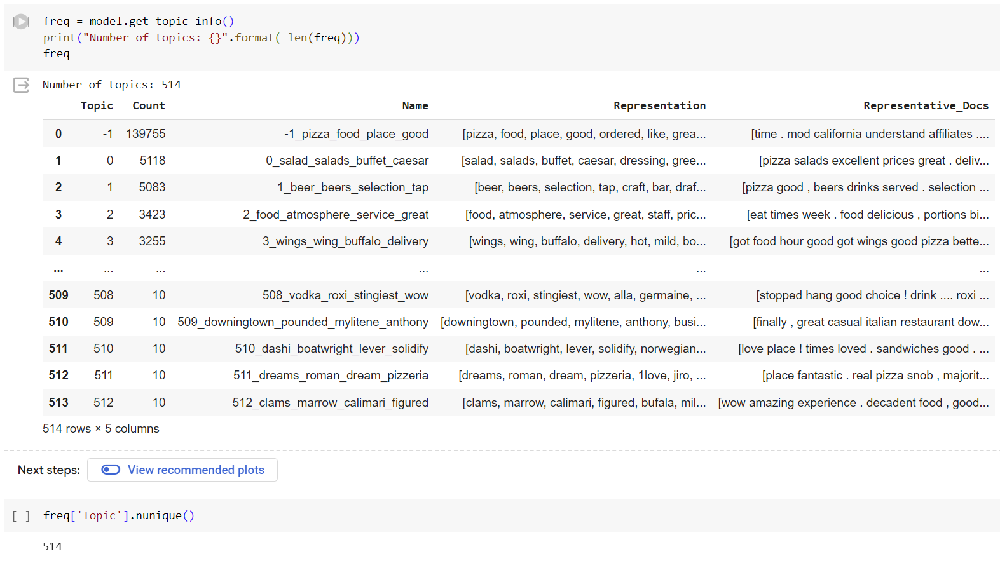 freq = model.get_topic_info()
print("Number of topics: {}".format( len(freq)))
freq
Number of topics: 514
Topic Count Name Representation Representative_Docs
0 -1 139755 -1_pizza_food_place_good [pizza, food, place, good, ordered, like, grea... [time . mod california understand affiliates ....
1 0 5118 0_salad_salads_buffet_caesar [salad, salads, buffet, caesar, dressing, gree... [pizza salads excellent prices great . deliv...
2 1 5083 1_beer_beers_selection_tap [beer, beers, selection, tap, craft, bar, draf... [pizza good , beers drinks served . selection ...
3 2 3423 2_food_atmosphere_service_great [food, atmosphere, service, great, staff, pric... [eat times week . food delicious , portions bi...
4 3 3255 3_wings_wing_buffalo_delivery [wings, wing, buffalo, delivery, hot, mild, bo... [got food hour good got wings good pizza bette...
... ... ... ... ... ...
509 508 10 508_vodka_roxi_stingiest_wow [vodka, roxi, stingiest, wow, alla, germaine, ... [stopped hang good choice ! drink .... roxi ...
510 509 10 509_downingtown_pounded_mylitene_anthony [downingtown, pounded, mylitene, anthony, busi... [finally , great casual italian restaurant dow...
511 510 10 510_dashi_boatwright_lever_solidify [dashi, boatwright, lever, solidify, norwegian... [love place ! times loved . sandwiches good . ...
512 511 10 511_dreams_roman_dream_pizzeria [dreams, roman, dream, pizzeria, 1love, jiro, ... [place fantastic . real pizza snob , majorit...
513 512 10 512_clams_marrow_calimari_figured [clams, marrow, calimari, figured, bufala, mil... [wow amazing experience . decadent food , good...
514 rows × 5 columns
Next steps: View recommended plots
[ ] freq['Topic'].nunique()
514